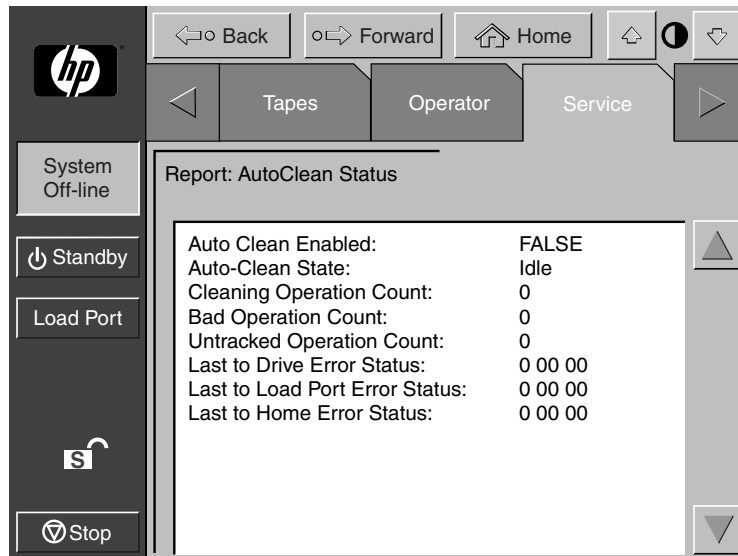 hp
Back
Forward
Home
Tapes
Operator
Service
System
Off-line
Standby
Load Port
S
Stop
Report: AutoClean Status
Auto Clean Enabled: FALSE
Auto-Clean State: Idle
Cleaning Operation Count: 0
Bad Operation Count: 0
Untracked Operation Count: 0
Last to Drive Error Status: 0 00 00
Last to Load Port Error Status: 0 00 00
Last to Home Error Status: 0 00 00